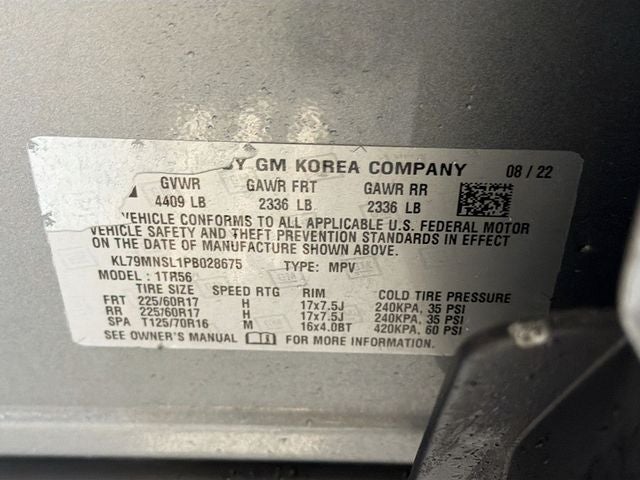 BY GM KOREA COMPANY 08 / 22
GVWR GAWR FRT GAWR RR
4409 LB 2336 LB 2336 LB
VEHICLE CONFORMS TO ALL APPLICABLE U.S. FEDERAL MOTOR
VEHICLE SAFETY AND THEFT PREVENTION STANDARDS IN EFFECT
ON THE DATE OF MANUFACTURE SHOWN ABOVE.
KL79MNSL1PB028675 TYPE: MPV
MODEL : 1TR56
TIRE SIZE SPEED RTG RIM COLD TIRE PRESSURE
FRT 225/60R17 H 17x7.5J 240KPA, 35 PSI
RR 225/60R17 H 17x7.5J 240KPA, 35 PSI
SPA T125/70R16 M 16x4.0BT 420KPA, 60 PSI
SEE OWNER'S MANUAL FOR MORE INFORMATION.